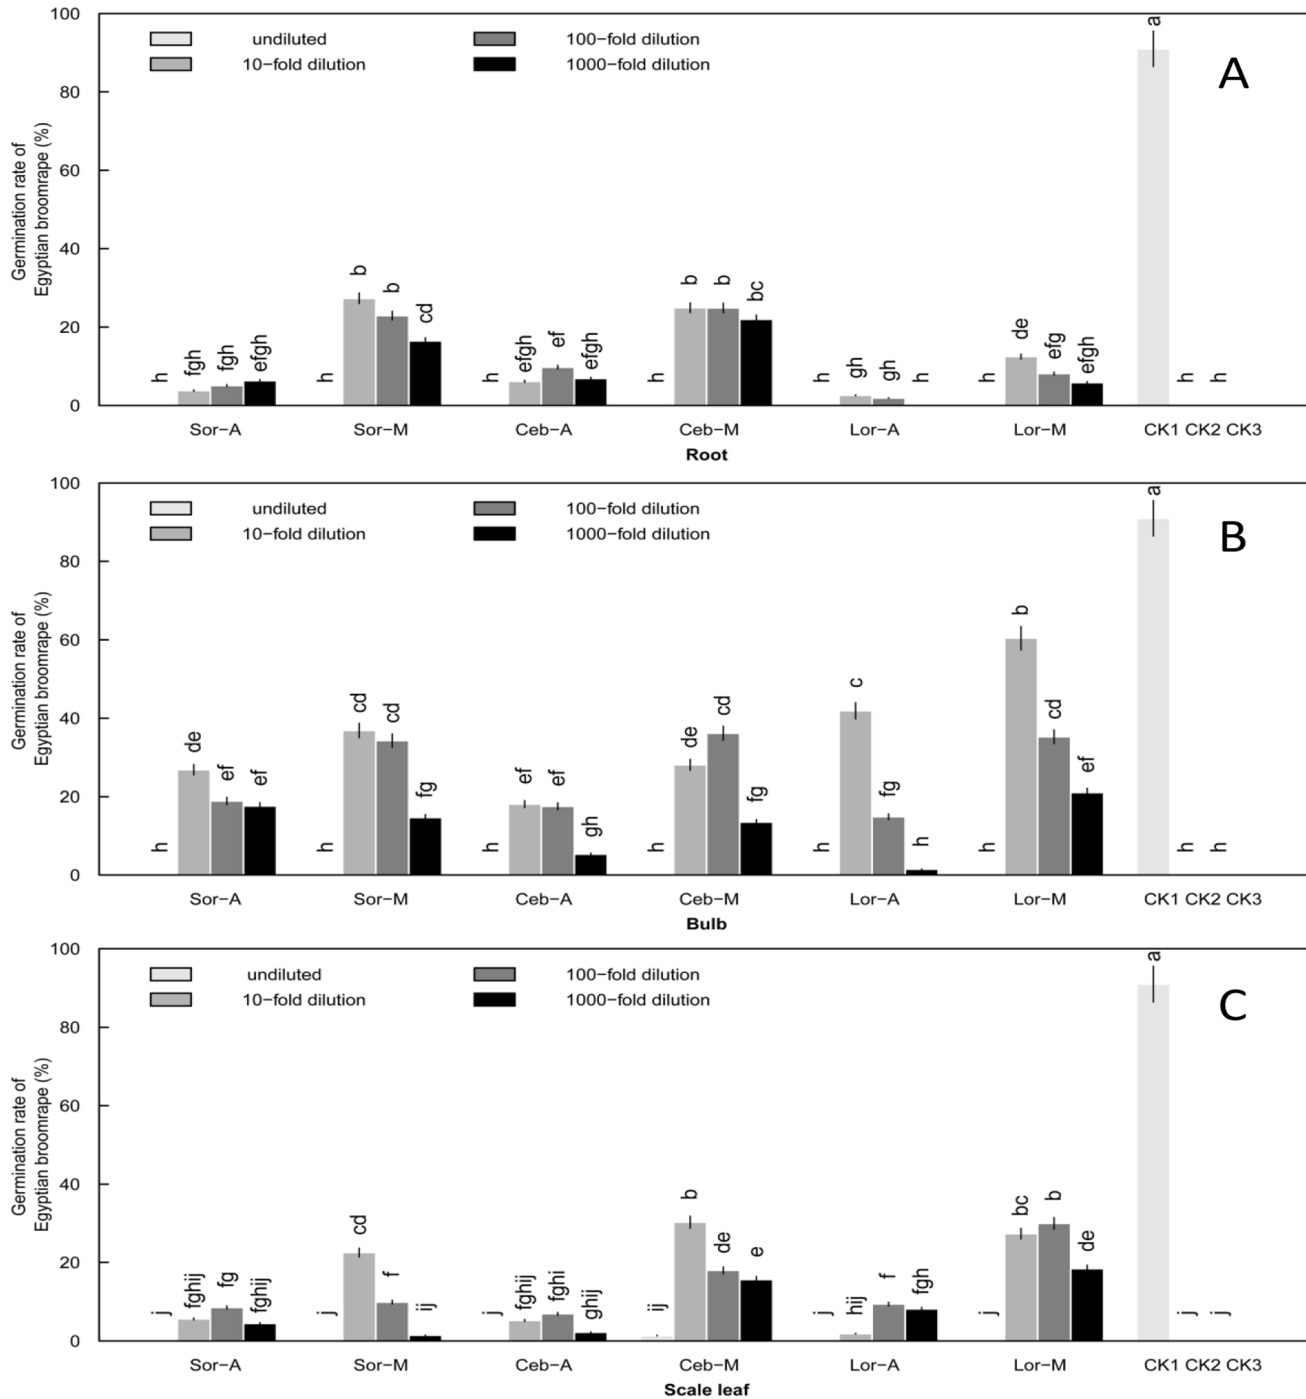 100
undiluted 100−fold dilution
10−fold dilution 1000−fold dilution
A
80
60
40
20
0
Germination rate of
Egyptian broomrape (%)
h fgh fgh efgh h b b cd h efgh ef efgh h b b bc h gh gh h h de efg efgh a h h
Sor−A Sor−M Ceb−A Ceb−M Lor−A Lor−M CK1 CK2 CK3
Root
100
undiluted 100−fold dilution
10−fold dilution 1000−fold dilution
B
80
60
40
20
0
Germination rate of
Egyptian broomrape (%)
h de ef ef h cd cd fg h ef ef gh h de cd fg h c fg h h b cd ef a h h
Sor−A Sor−M Ceb−A Ceb−M Lor−A Lor−M CK1 CK2 CK3
Bulb
100
undiluted 100−fold dilution
10−fold dilution 1000−fold dilution
C
80
60
40
20
0
Germination rate of
Egyptian broomrape (%)
j fghij fg fghij j cd f ij j fghij fghi ghij ij b de e j hij f fgh j bc b de a j j
Sor−A Sor−M Ceb−A Ceb−M Lor−A Lor−M CK1 CK2 CK3
Scale leaf